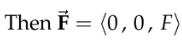 Then F⃗ = ⟨0 , 0 , F⟩